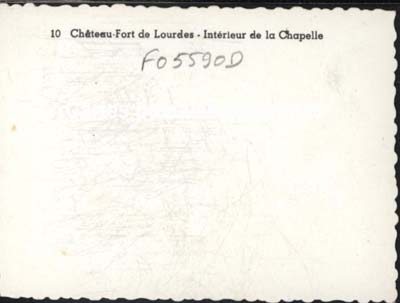 10 Château-Fort de Lourdes - Intérieur de la Chapelle
F05590D